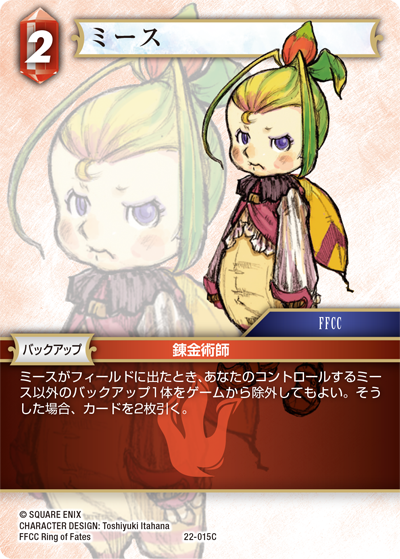 2
ミース
FFCC
バックアップ
錬金術師
ミースがフィールドに出たとき、あなたのコントロールするミ
ース以外のバックアップ1体をゲームから除外してもよい。そう
した場合、カードを2枚引く。
© SQUARE ENIX
CHARACTER DESIGN: Toshiyuki Itahana
FFCC Ring of Fates
22-015C